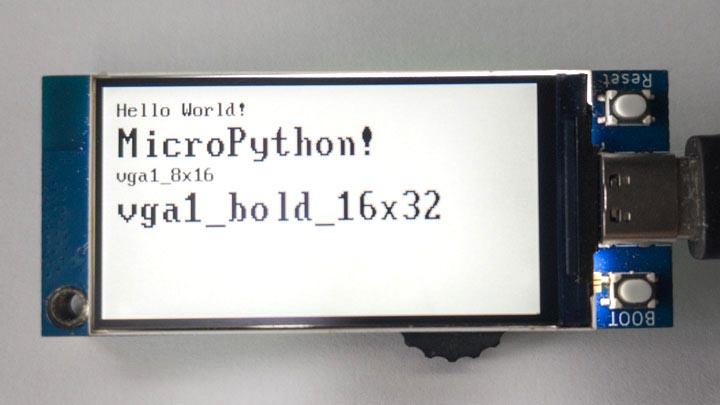 Hello World!
MicroPython!
vga1_8x16
vga1_bold_16x32
Reset
BOOT